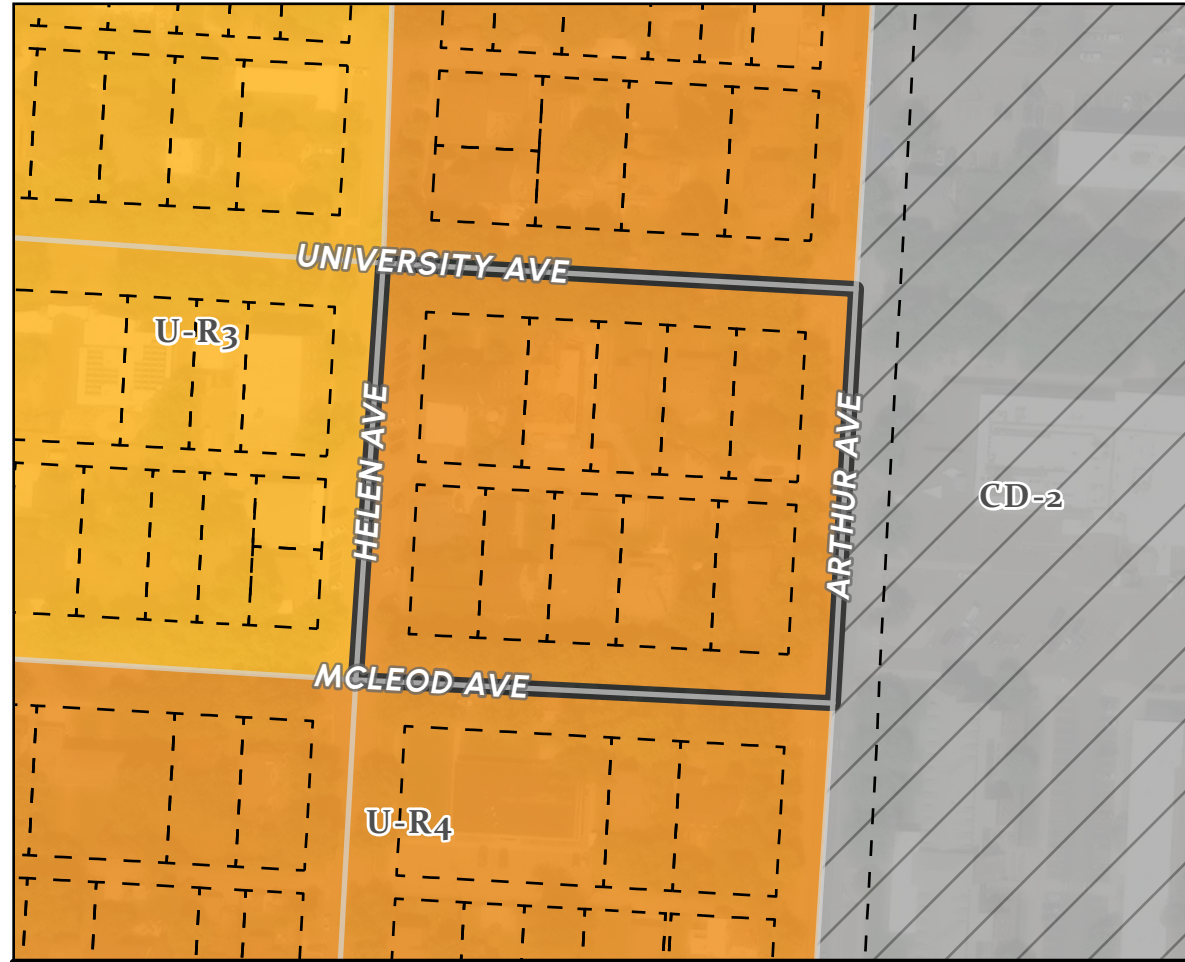 UNIVERSITY AVE
U-R3
HELEN AVE
ARTHUR AVE
CD-2
MCLEOD AVE
U-R4